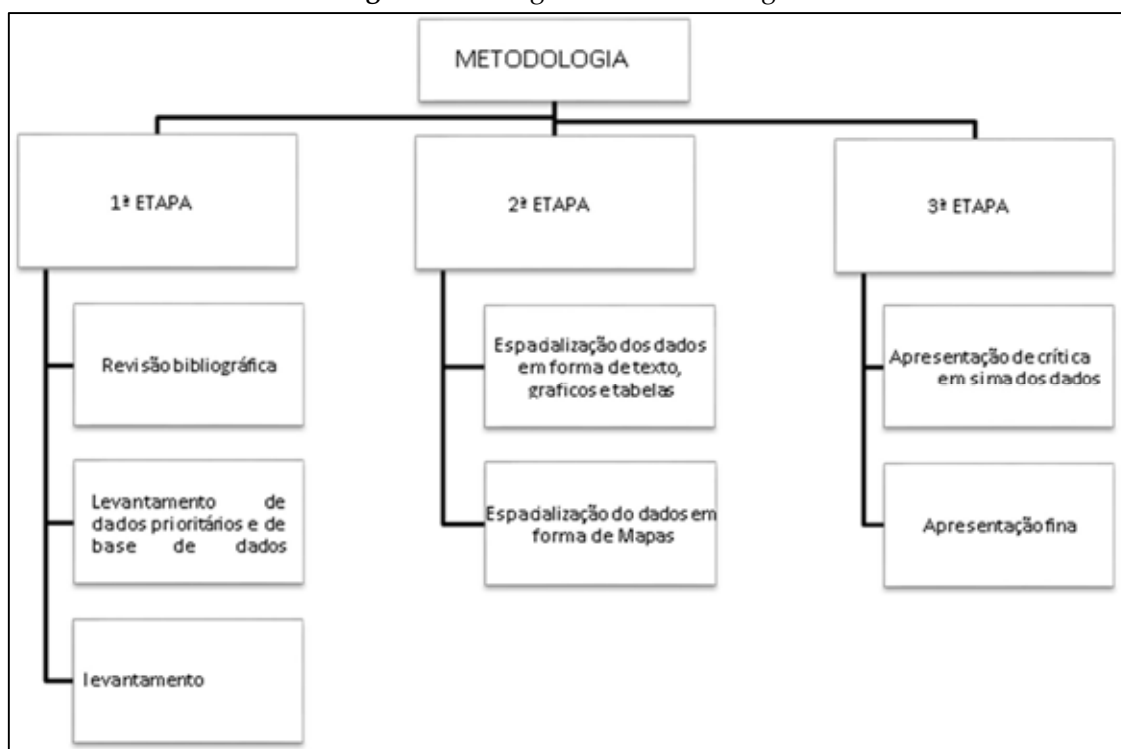 METODOLOGIA
1ª ETAPA
2ª ETAPA
3ª ETAPA
Revisão bibliográfica
Levantamento de
dados prioritários e de
base de dados
levantamento
Espacialização dos dados
em forma de texto,
graficos e tabelas
Espacialização do dados em
forma de Mapas
Apresentação de crítica
em sima dos dados
Apresentação fina